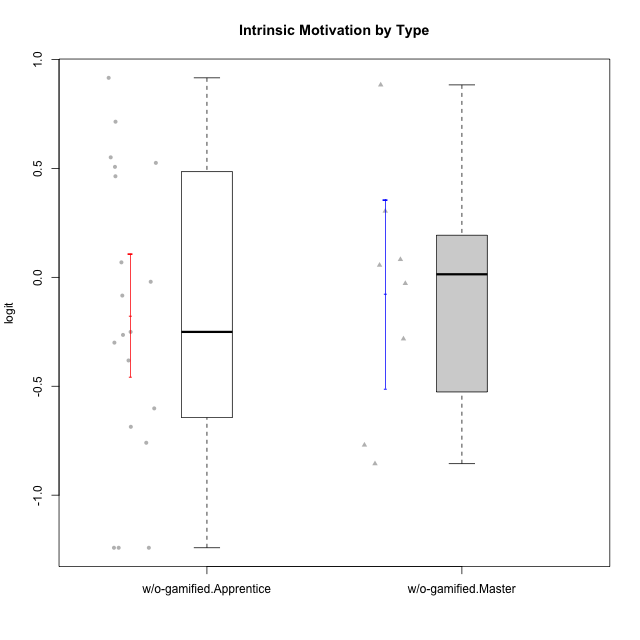 Intrinsic Motivation by Type
1.0
0.5
0.0
-0.5
-1.0
logit
w/o-gamified.Apprentice
w/o-gamified.Master